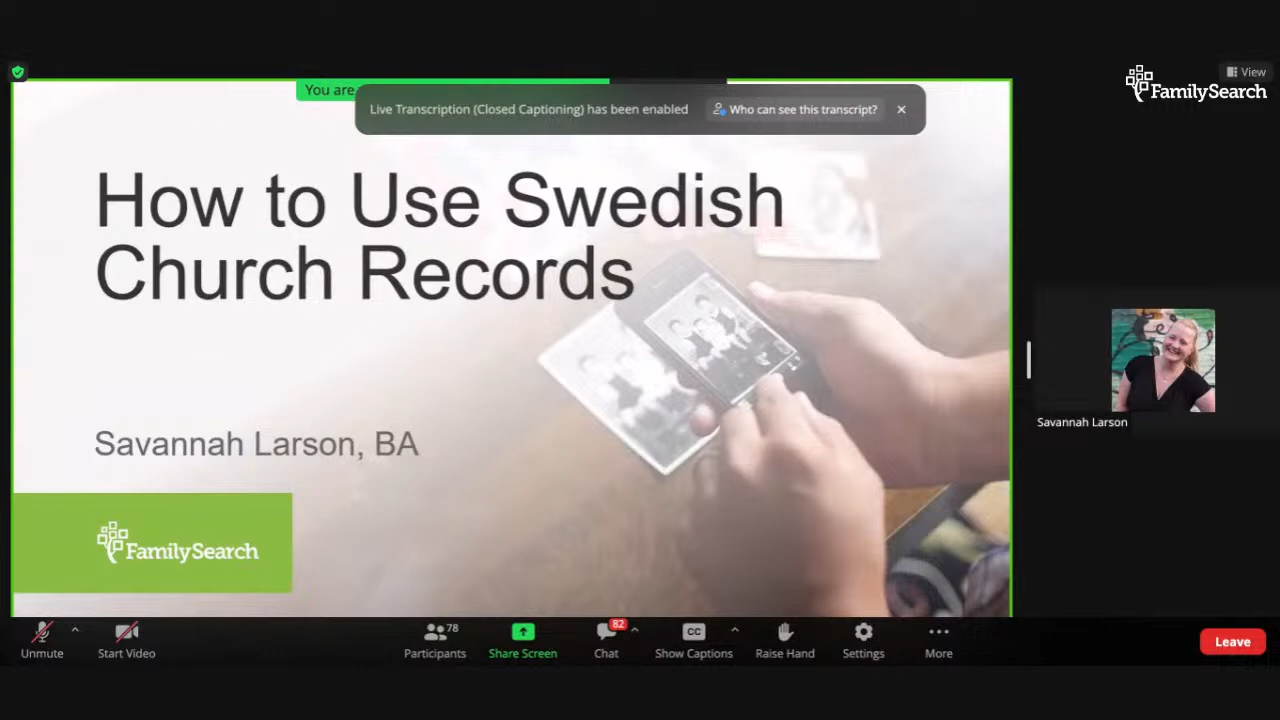 View
FamilySearch
You are
Live Transcription (Closed Captioning) has been enabled
Who can see this transcript?
How to Use Swedish
Church Records
Savannah Larson, BA
FamilySearch
Savannah Larson
78
82
CC
Unmute
Start Video
Participants
Share Screen
Chat
Show Captions
Raise Hand
Settings
More
Leave